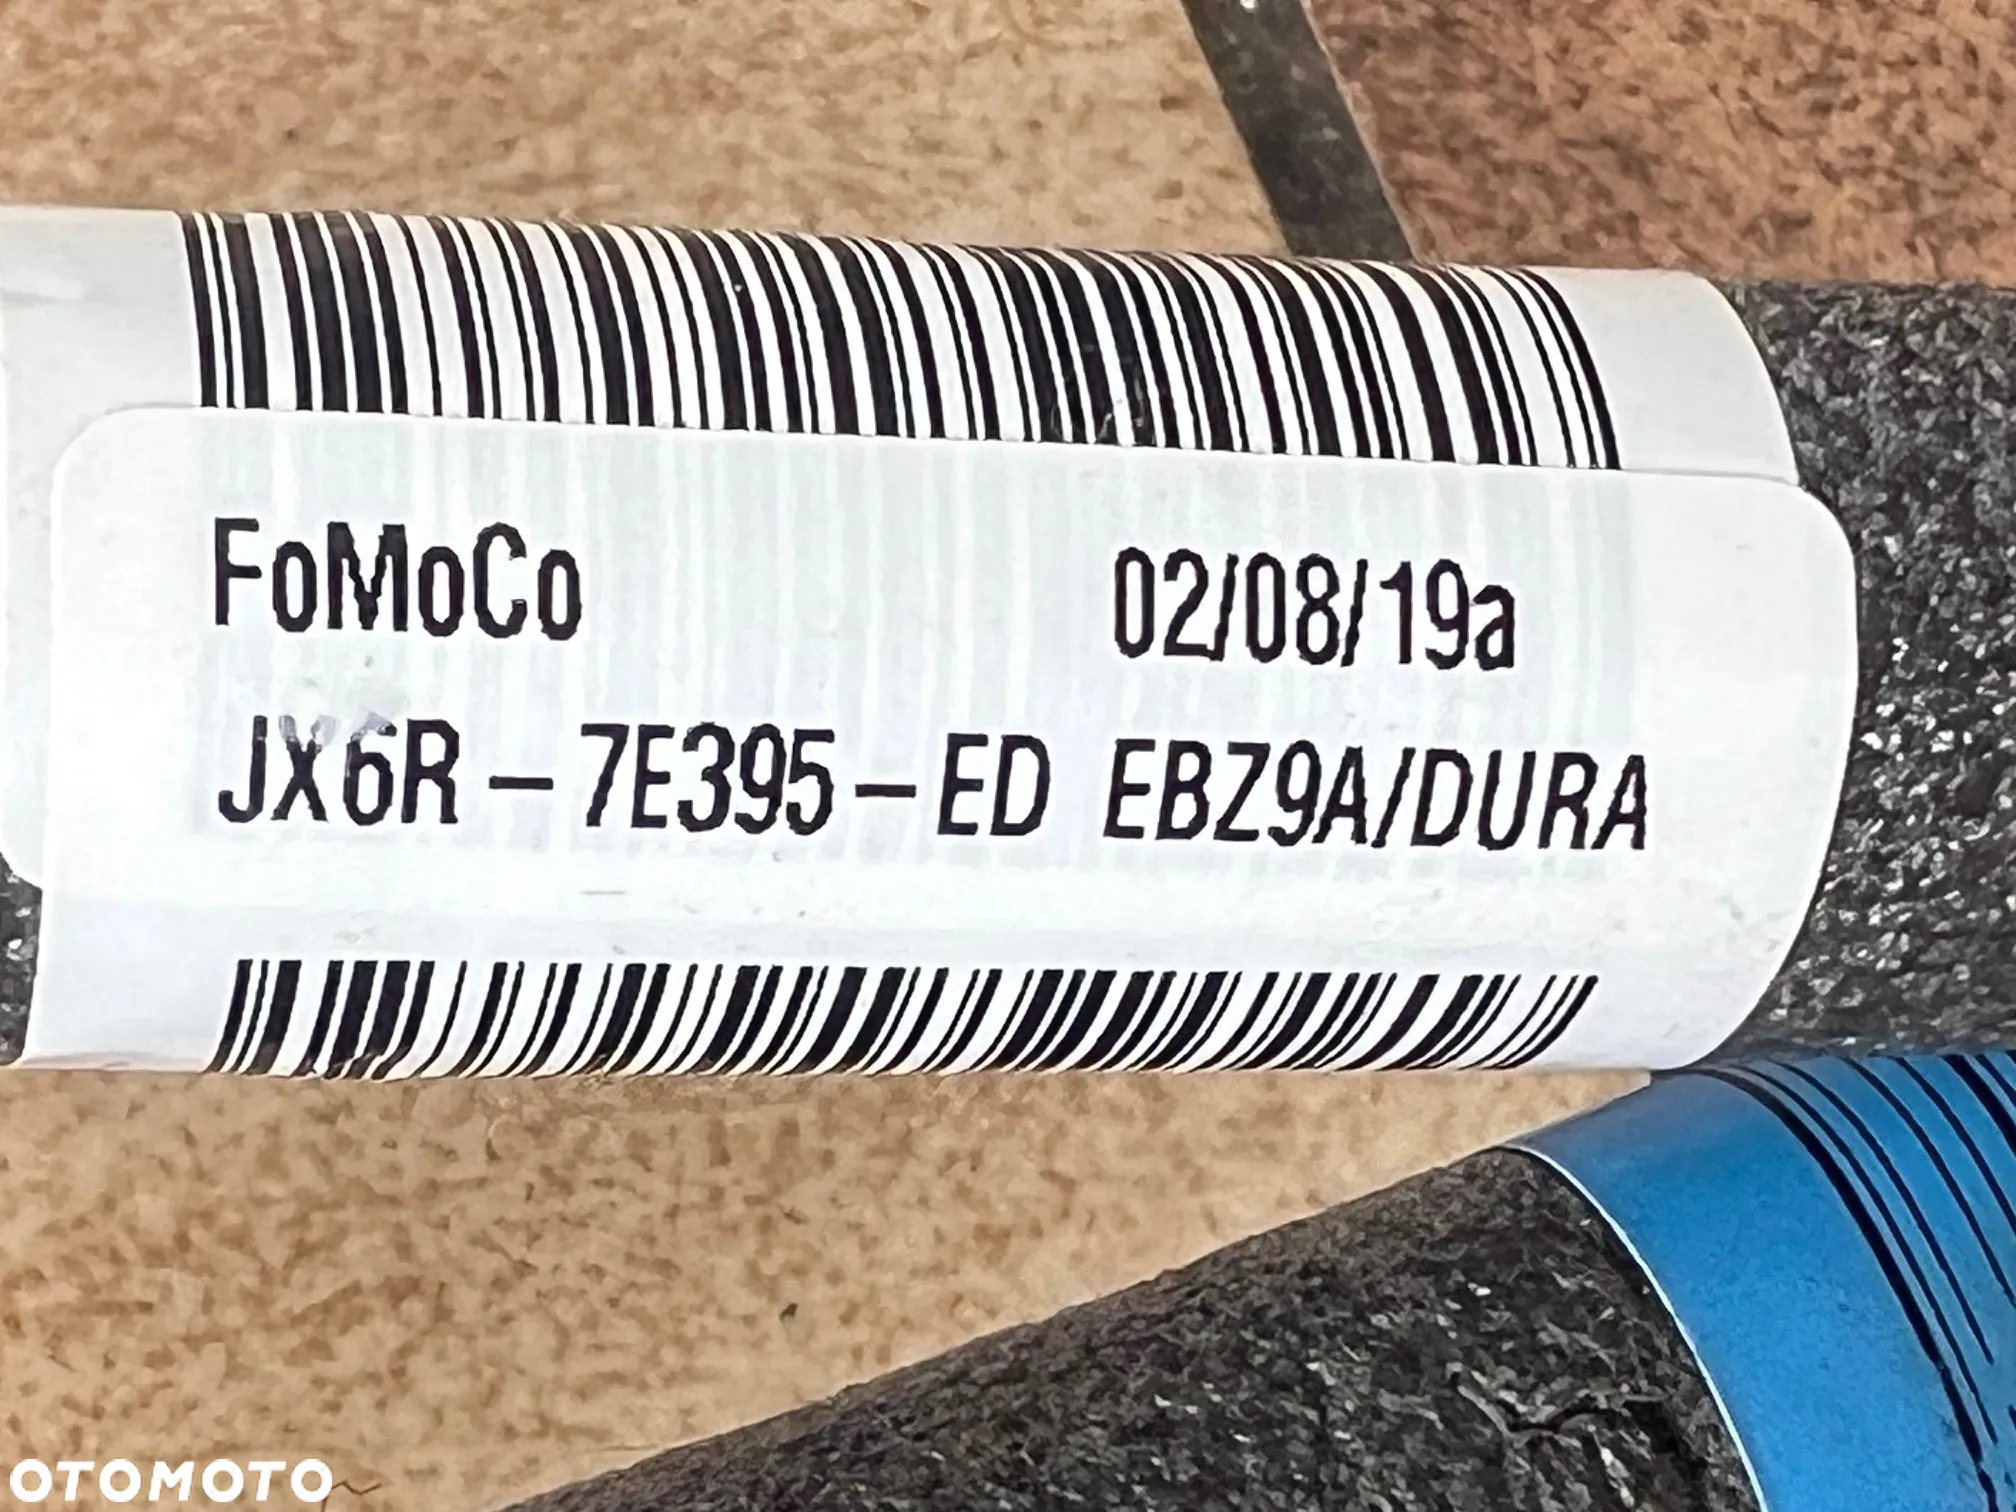 FoMoCo 02/08/19a
JX6R-7E395-ED EBZ9A/DURA
OTOMOTO